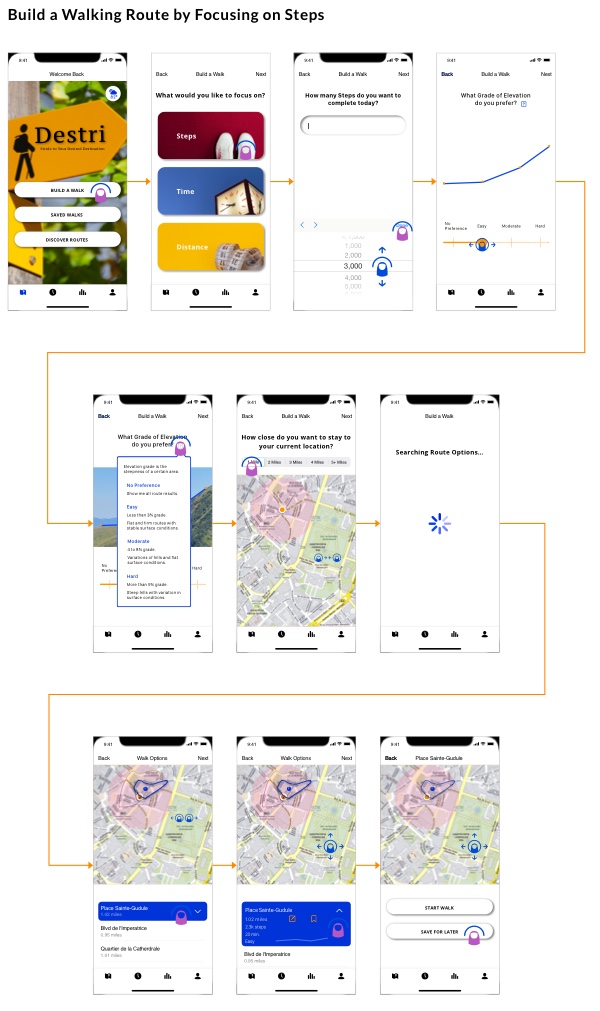 Build a Walking Route by Focusing on Steps
9:41
Welcome Back
Destri
Guide to Your Desired Destination
BUILD A WALK
SAVED WALKS
DISCOVER ROUTES
9:41
Back Build a Walk Next
What would you like to focus on?
Steps
Time
Distance
9:41
Back Build a Walk Next
How many Steps do you want to
complete today?
1,000
2,000
3,000
4,000
5,000
9:41
Back Build a Walk Next
What Grade of Elevation
do you prefer?
No
Preference
Easy
Moderate
Hard
9:41
Back Build a Walk Next
What Grade of Elevation
do you prefer
Elevation grade is the
steepness of a certain area.
No Preference
Show me all route results.
Easy
Less than 3% grade.
Flat and firm routes with
stable surface conditions.
Moderate
Variations of hills and flat
surface conditions.
Hard
More than 9% grade.
Steep hills with variation in
surface conditions.
No
Hard
9:41
Back Build a Walk Next
How close do you want to stay to
your current location?
2 Miles 3 Miles 4 Miles 5+ Miles
9:41
Build a Walk
Searching Route Options...
9:41
Back Walk Options Next
Place Sainte-Gudule
1.02 miles
Blvd de l'Imperatrice
0.95 miles
Quartier de la Cathedrale
1.01 miles
9:41
Back Walk Options Next
Place Sainte-Gudule
1.02 miles
2.3k steps
20 min.
Easy
Blvd de l'Imperatrice
0.95 miles
9:41
Back Place Sainte-Gudule
START WALK
SAVE FOR LATER